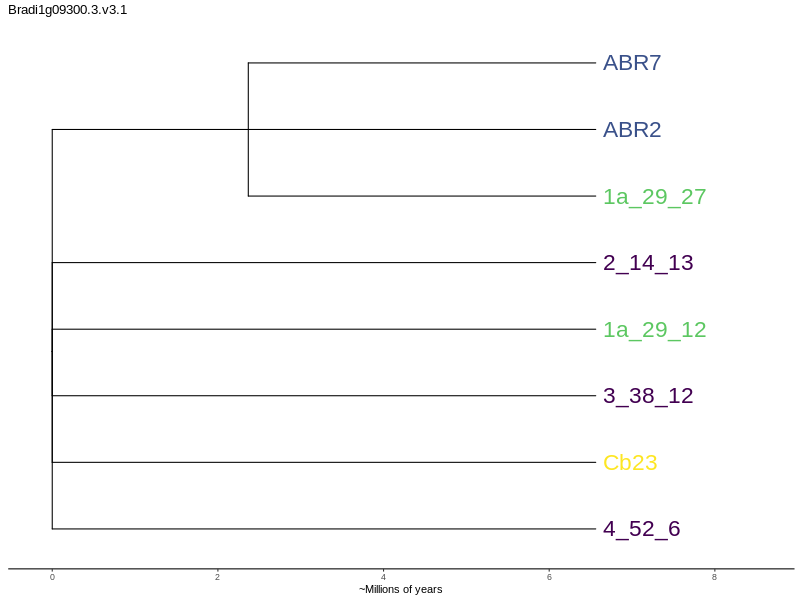 Bradi1g09300.3.v3.1
ABR7
ABR2
1a_29_27
2_14_13
1a_29_12
3_38_12
Cb23
4_52_6
0 2 4 6 8
~Millions of years